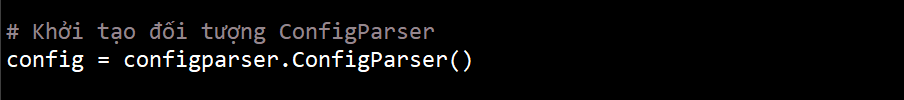 # Khởi tạo đối tượng ConfigParser
config = configparser.ConfigParser()